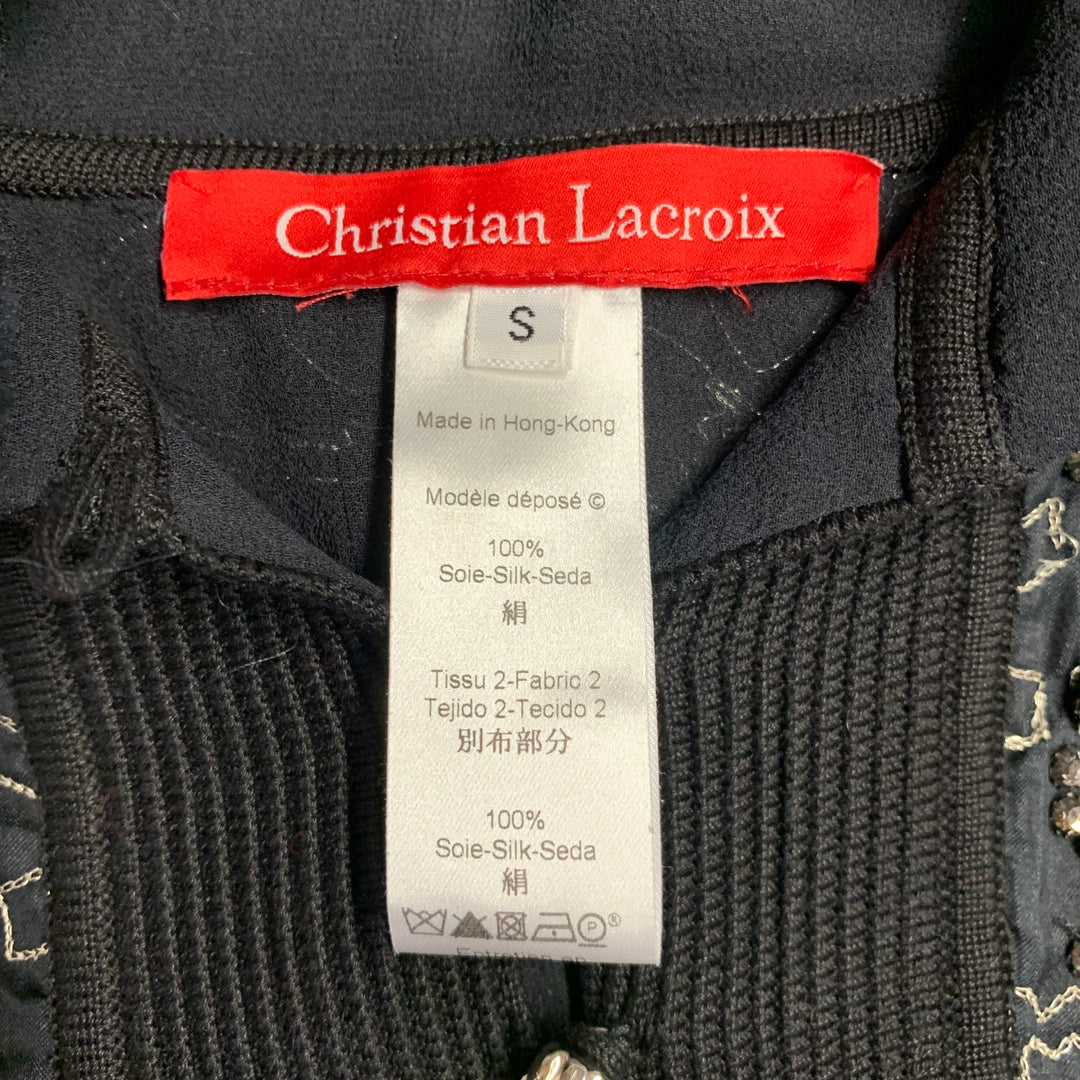 Christian Lacroix
S
Made in Hong-Kong
Modèle déposé ©
100%
Soie-Silk-Seda
絹
Tissu 2-Fabric 2
Tejido 2-Tecido 2
別布部分
100%
Soie-Silk-Seda
絹
P ®